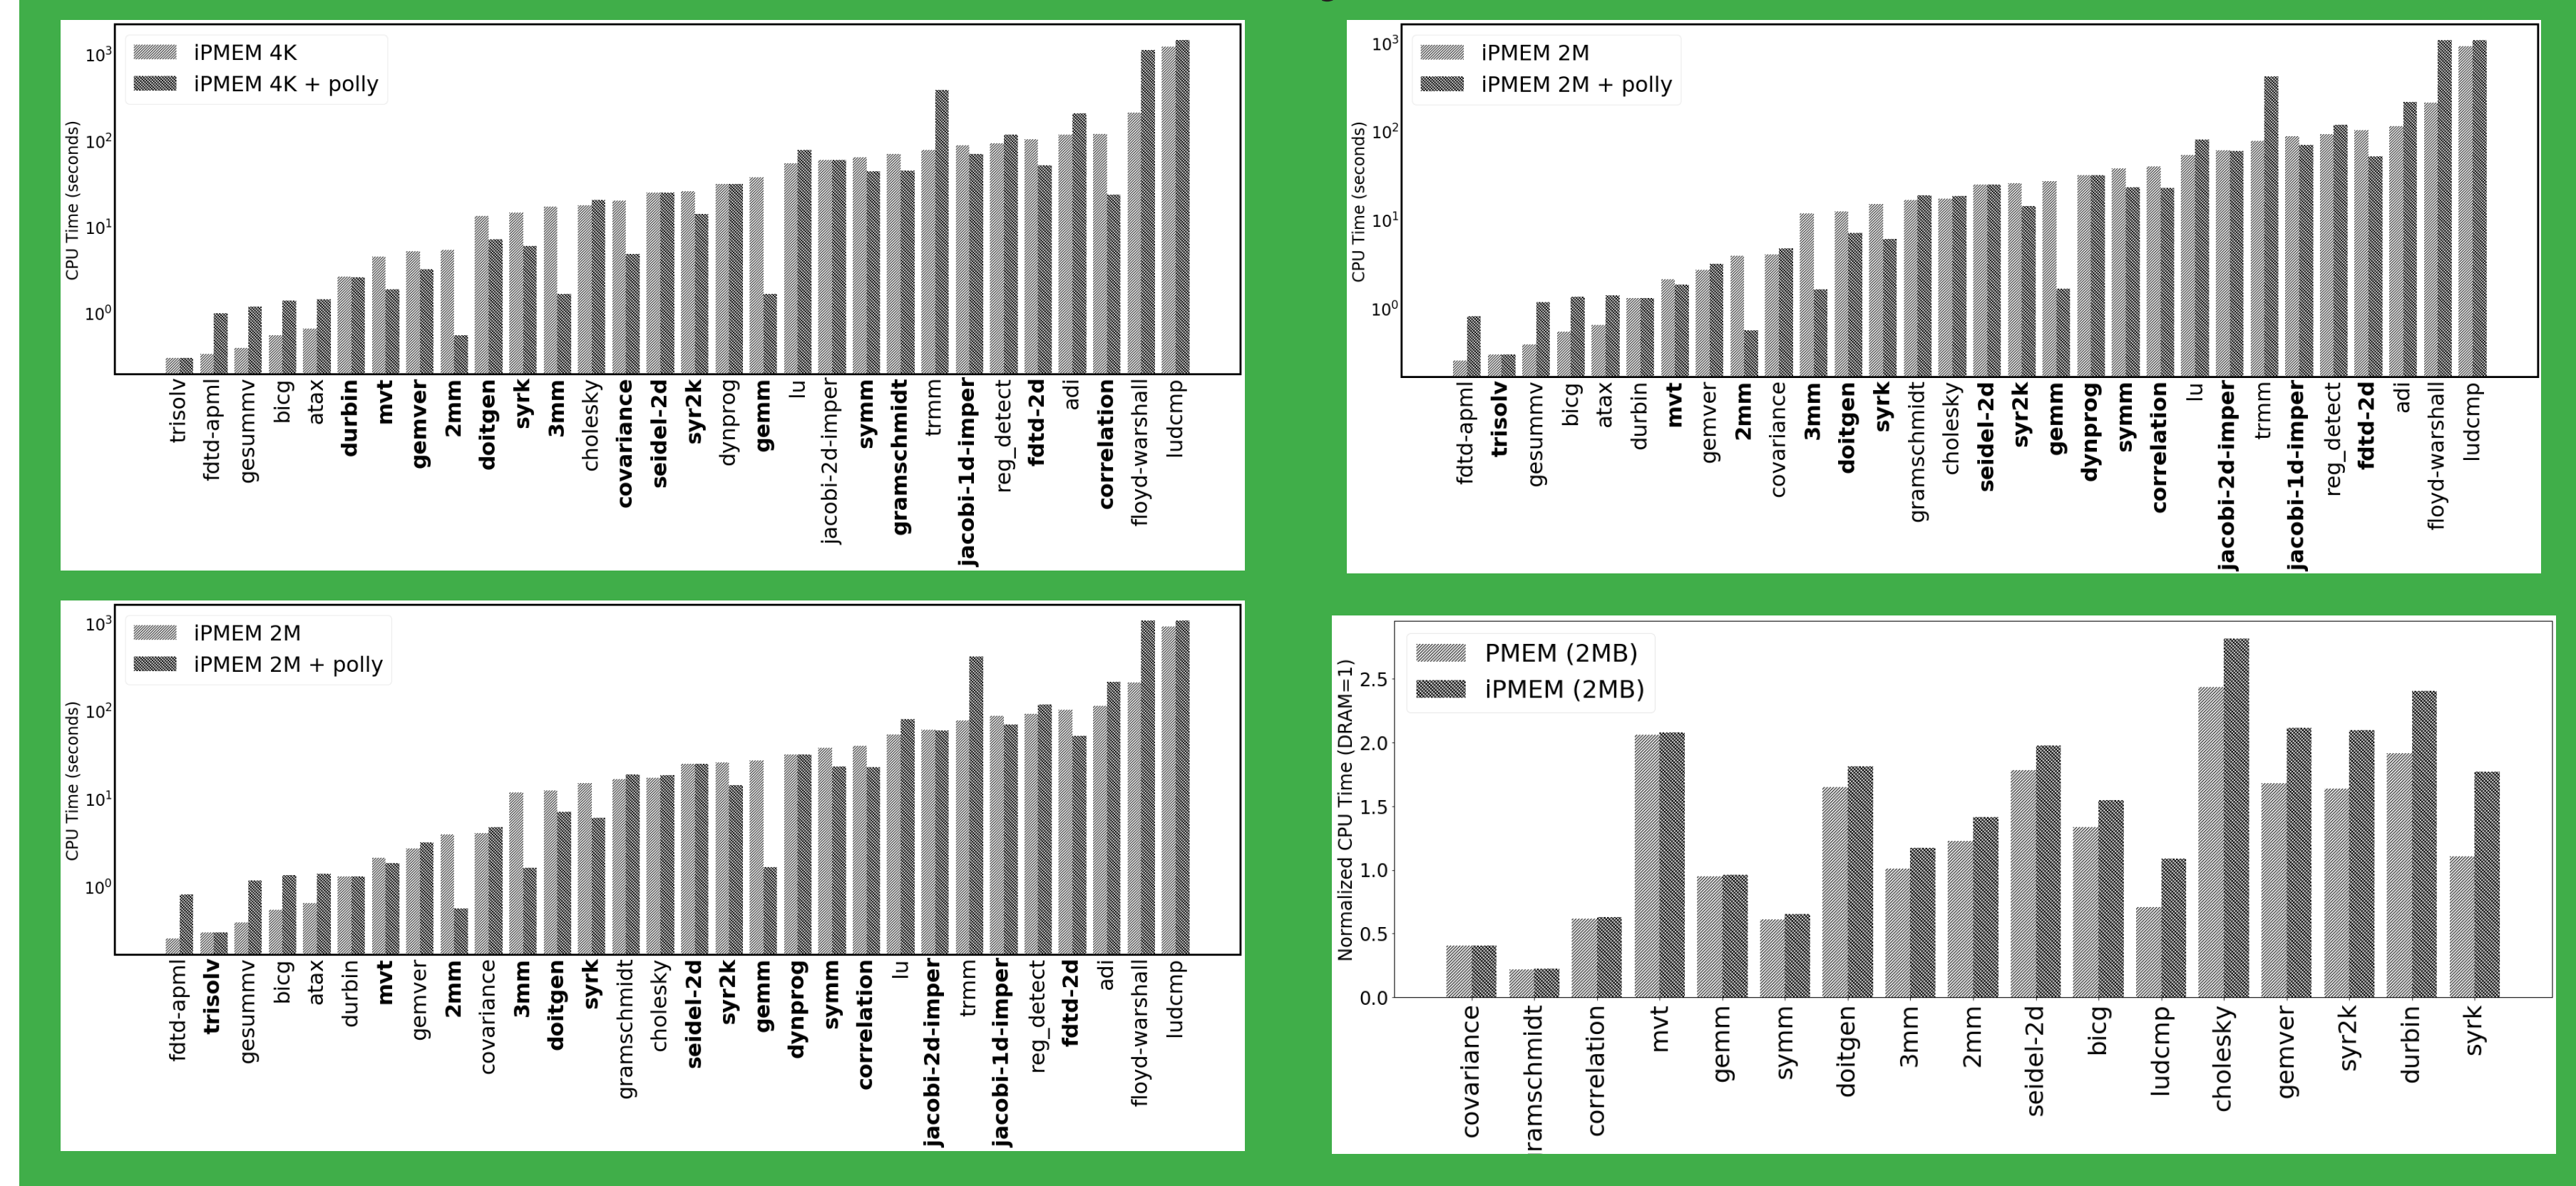 iPMEM 4K
iPMEM 4K + polly
CPU Time (seconds)
10³
10²
10¹
10⁰
trisolv
fdtd-apml
gesummv
bicg
atax
durbin
mvt
gemver
2mm
doitgen
syrk
3mm
cholesky
covariance
seidel-2d
syr2k
dynprog
gemm
lu
jacobi-2d-imper
symm
gramschmidt
trmm
jacobi-1d-imper
reg_detect
fdtd-2d
adi
correlation
floyd-warshall
ludcmp
iPMEM 2M
iPMEM 2M + polly
CPU Time (seconds)
10³
10²
10¹
10⁰
fdtd-apml
trisolv
gesummv
bicg
atax
durbin
mvt
gemver
2mm
covariance
3mm
doitgen
syrk
gramschmidt
cholesky
seidel-2d
syr2k
gemm
dynprog
symm
correlation
lu
jacobi-2d-imper
trmm
jacobi-1d-imper
reg_detect
fdtd-2d
adi
floyd-warshall
ludcmp
iPMEM 2M
iPMEM 2M + polly
CPU Time (seconds)
10³
10²
10¹
10⁰
fdtd-apml
trisolv
gesummv
bicg
atax
durbin
mvt
gemver
2mm
covariance
3mm
doitgen
syrk
gramschmidt
cholesky
seidel-2d
syr2k
gemm
dynprog
symm
correlation
lu
jacobi-2d-imper
trmm
jacobi-1d-imper
reg_detect
fdtd-2d
adi
floyd-warshall
ludcmp
PMEM (2MB)
iPMEM (2MB)
Normalized CPU Time (DRAM=1)
2.5
2.0
1.5
1.0
0.5
0.0
covariance
ramschmidt
correlation
mvt
gemm
symm
doitgen
3mm
2mm
seidel-2d
bicg
ludcmp
cholesky
gemver
syr2k
durbin
syrk